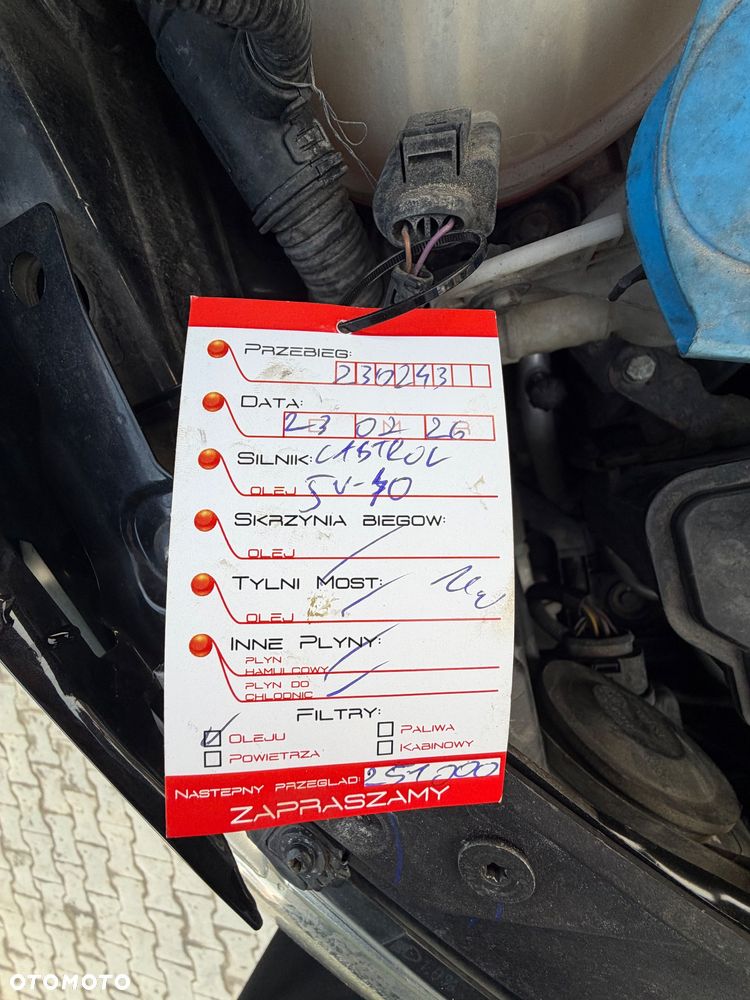 PRZEBIEG:
230243
DATA:
23 02 26
SILNIK: CASTROL
OLEJ 5W-40
SKRZYNIA BIEGOW:
OLEJ
TYLNI MOST:
OLEJ
INNE PLYNY:
PLYN
HAMULCOWY
PLYN DO
CHLODNIC
FILTRY:
OLEJU
PALIWA
POWIETRZA
KABINOWY
NASTEPNY PRZEGLAD: 251000
ZAPRASZAMY
OTOMOTO